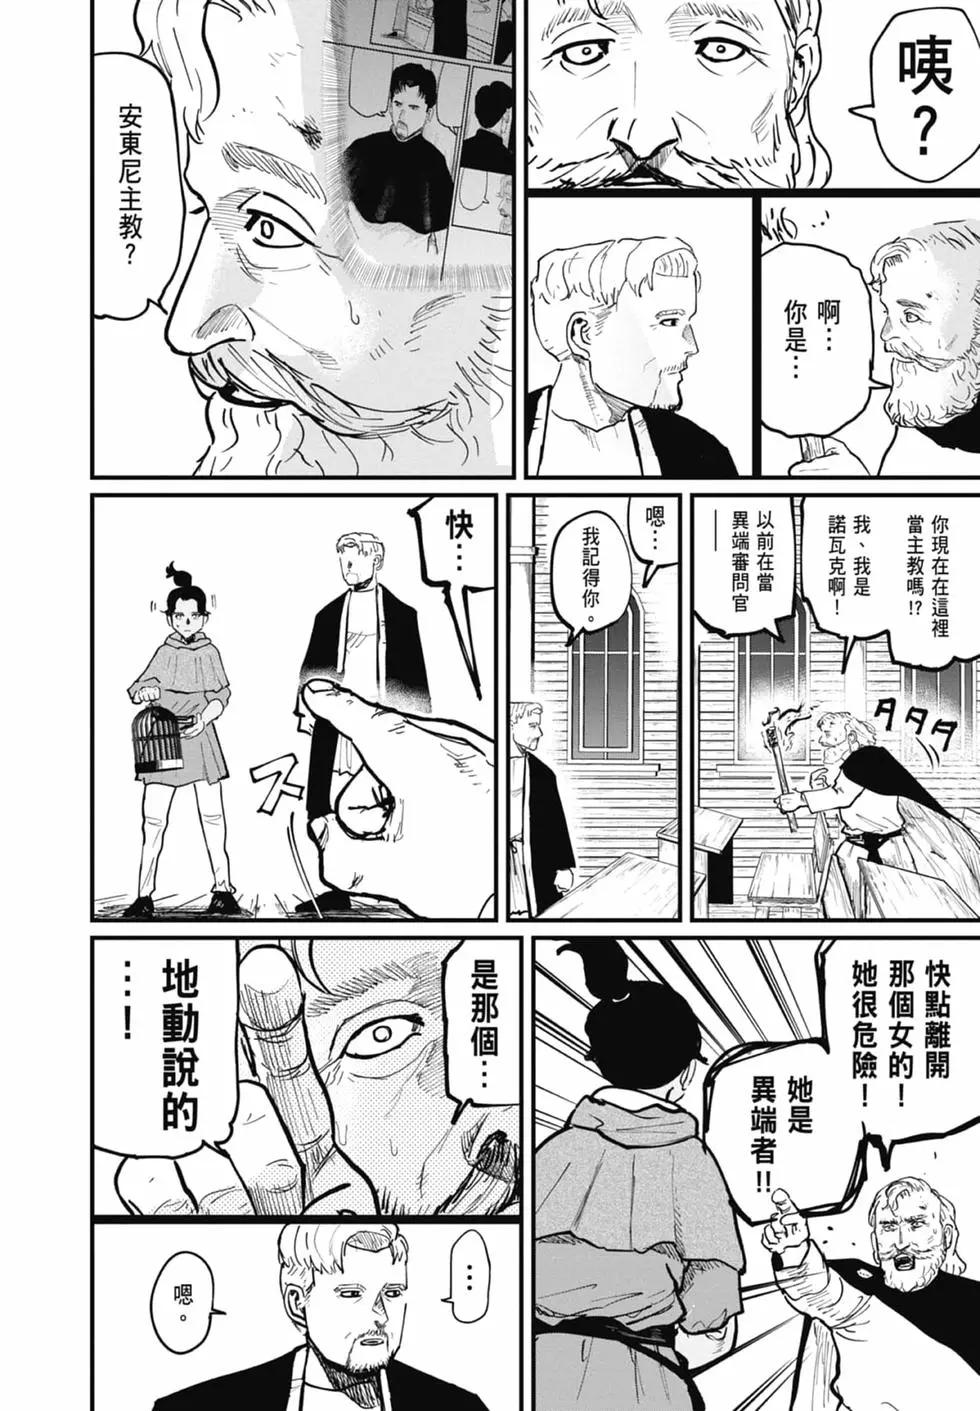 咦?
啊…
你是…
安東尼主教?
你現在在這裡
當主教嗎!?
我、我是
諾瓦克啊!
以前在當
異端審問官
——
タタタ
嗯…
我記得你。
快…
ス
快點離開
那個女的!
她很危險!
她是
異端者!!
是那個…
地動說的
…!
…
嗯。